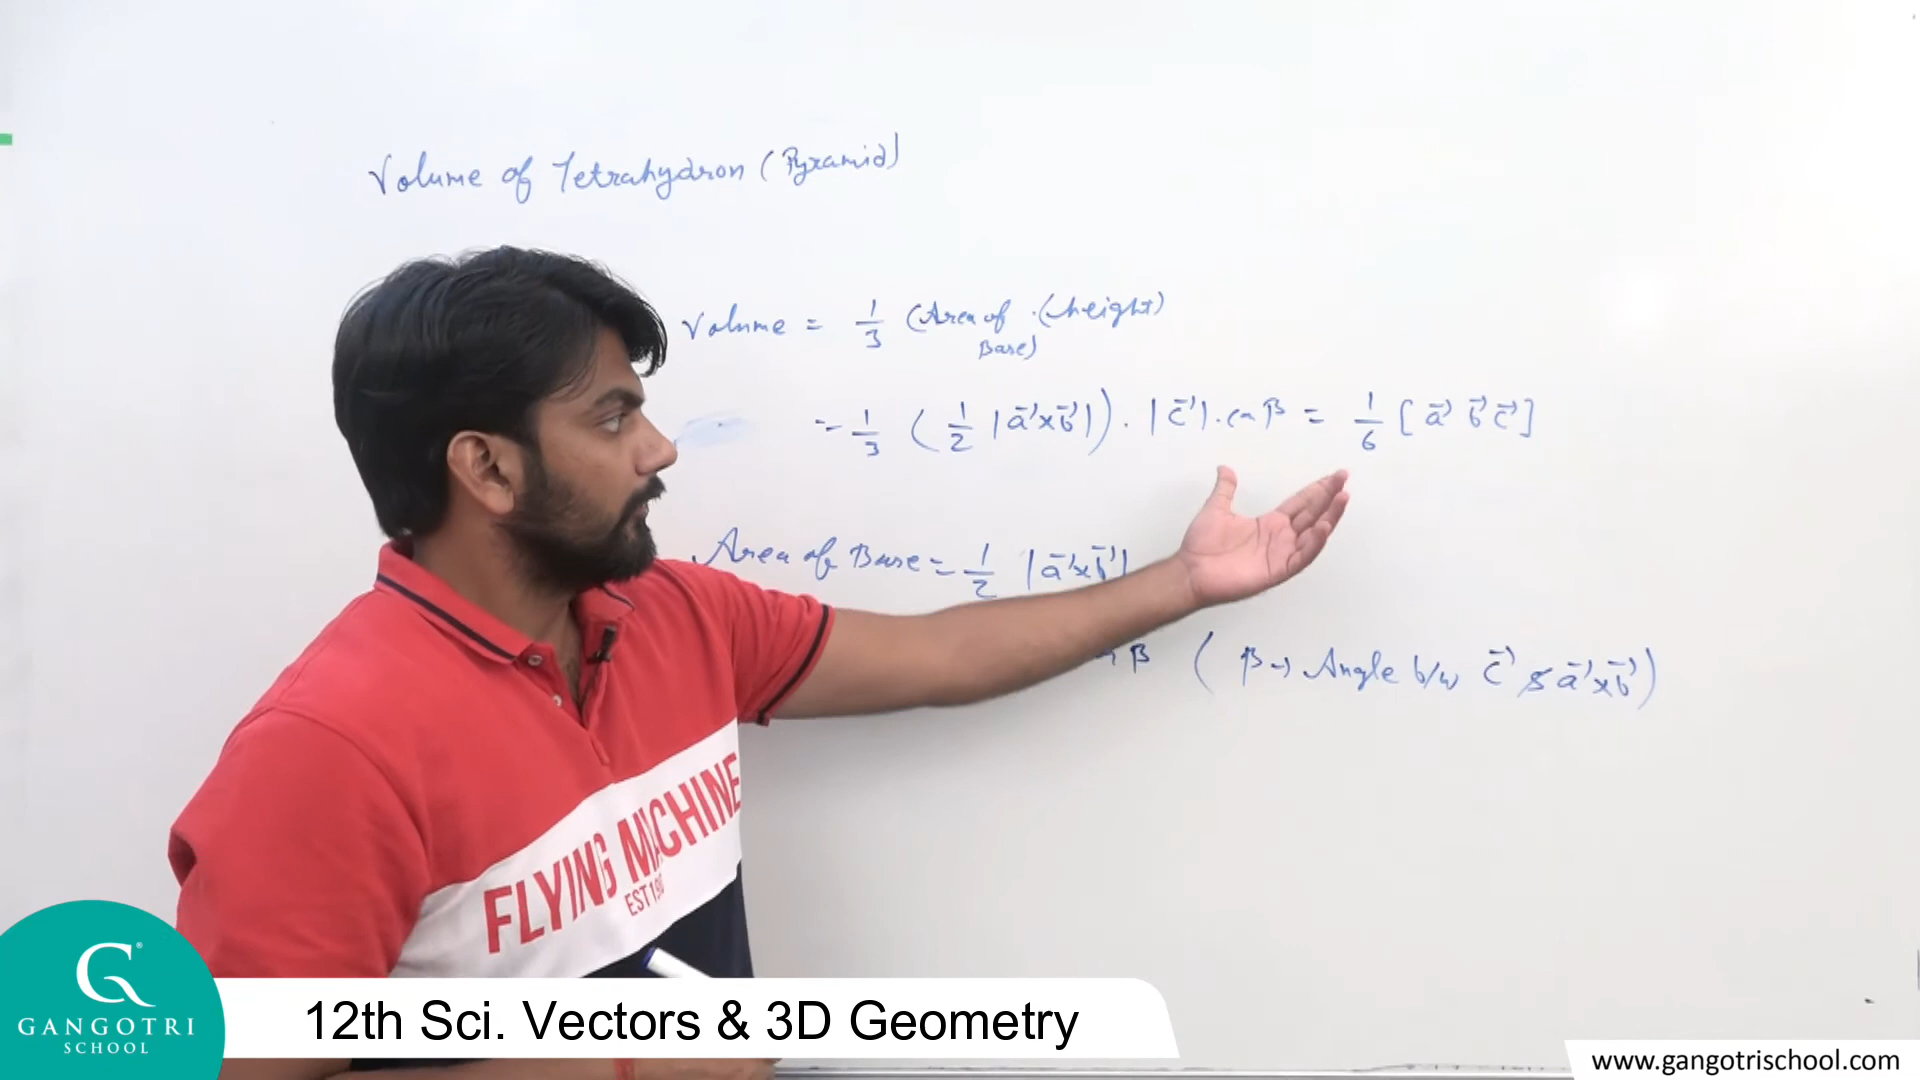 Volume of Tetrahydron (Pyramid)
Volume = 1/3 (Area of Base) · (height)
= 1/3 (1/2 |a⃗×b⃗|) · |c⃗| · cos β = 1/6 [a⃗ b⃗ c⃗]
Area of Base = 1/2 |a⃗×b⃗|
β (β → Angle b/w c⃗ & a⃗×b⃗)
FLYING MACHINE
GANGOTRI
SCHOOL
12th Sci. Vectors & 3D Geometry
www.gangotrischool.com